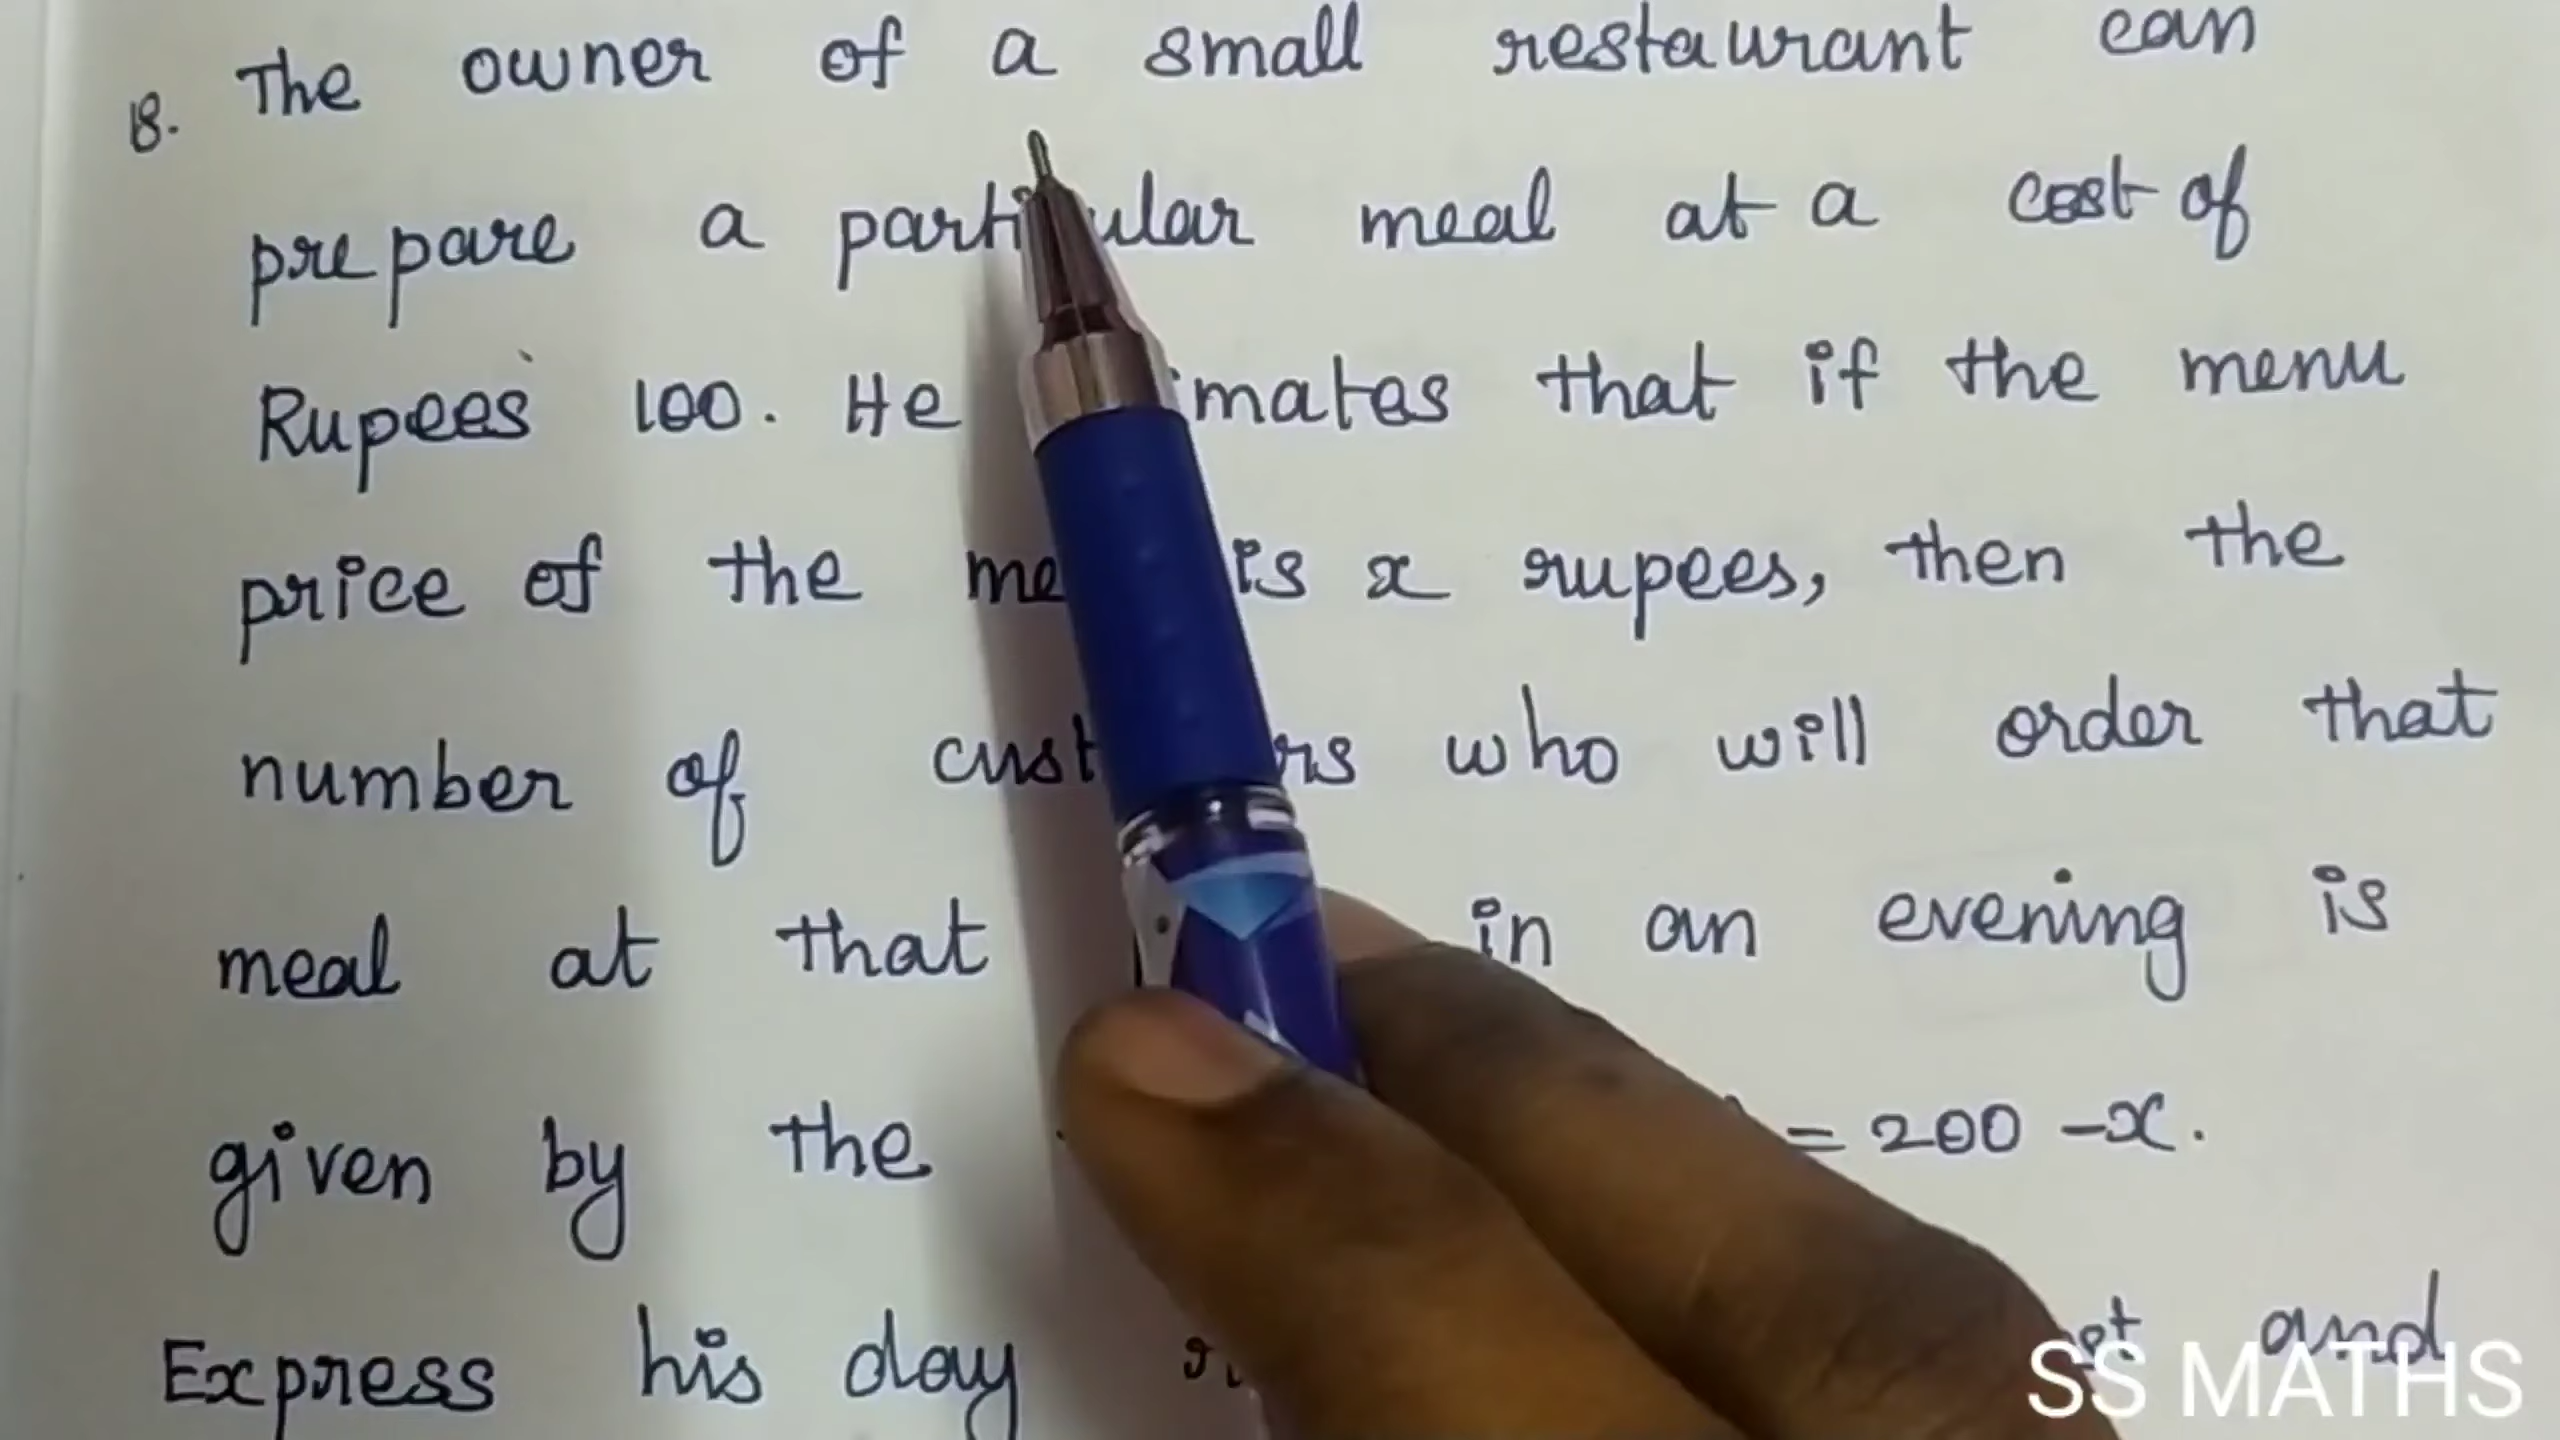 18. The owner of a small restaurant can
prepare a particular meal at a cost of
Rupees 100. He imates that if the menu
price of the me is x rupees, then the
number of cust rs who will order that
meal at that in an evening is
given by the = 200 - x.
Express his day and
SS MATHS